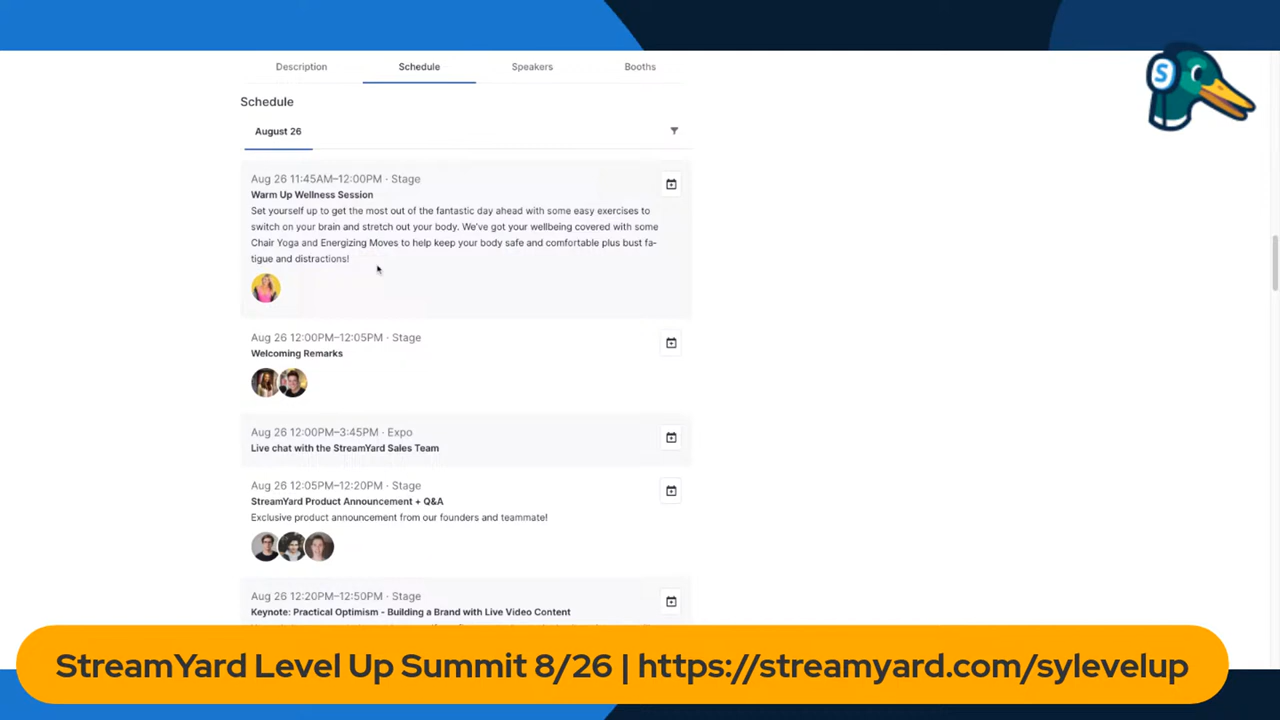 Description
Schedule
Speakers
Booths
Schedule
August 26
Aug 26 11:45AM–12:00PM · Stage
Warm Up Wellness Session
Set yourself up to get the most out of the fantastic day ahead with some easy exercises to
switch on your brain and stretch out your body. We've got your wellbeing covered with some
Chair Yoga and Energizing Moves to help keep your body safe and comfortable plus bust fa-
tigue and distractions!
Aug 26 12:00PM–12:05PM · Stage
Welcoming Remarks
Aug 26 12:00PM–3:45PM · Expo
Live chat with the StreamYard Sales Team
Aug 26 12:05PM–12:20PM · Stage
StreamYard Product Announcement + Q&A
Exclusive product announcement from our founders and teammate!
Aug 26 12:20PM–12:50PM · Stage
Keynote: Practical Optimism - Building a Brand with Live Video Content
StreamYard Level Up Summit 8/26 | https://streamyard.com/sylevelup
S